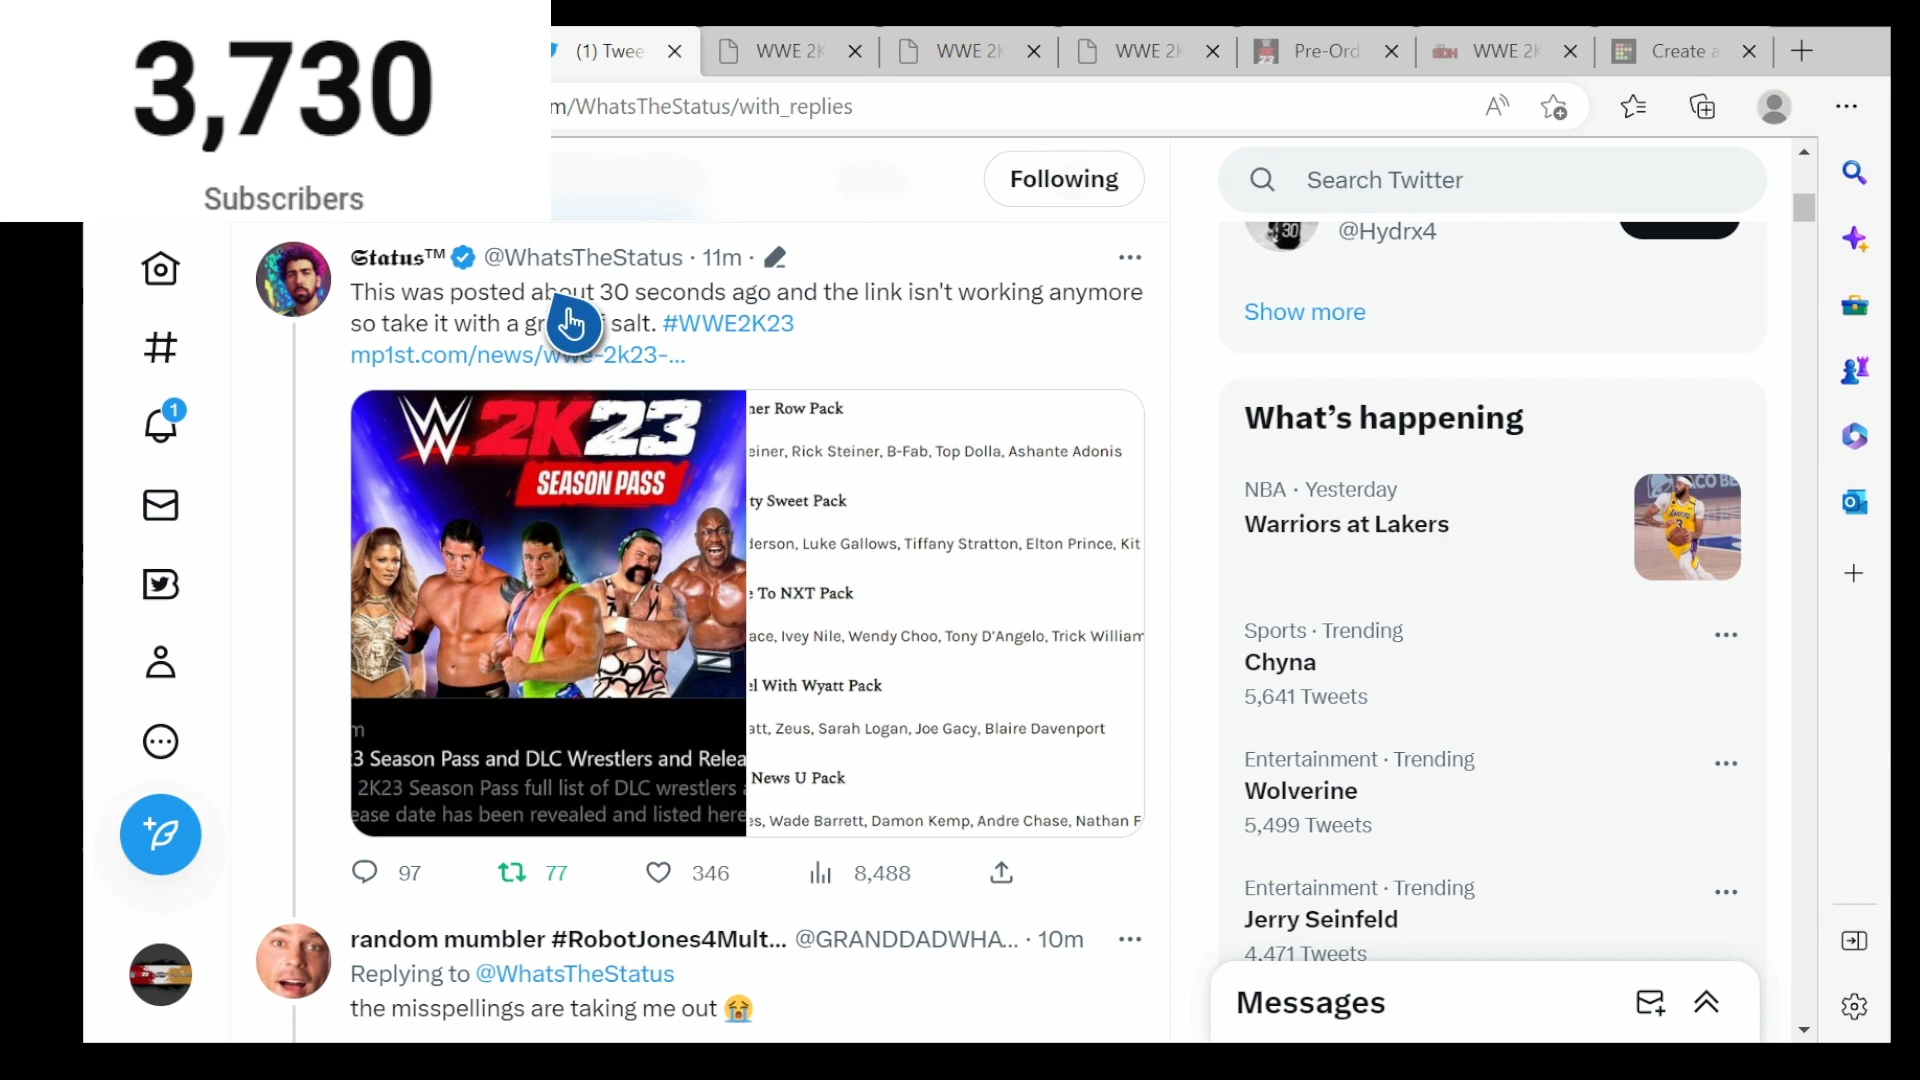 3,730
Subscribers
(1) Twee
WWE 2K
WWE 2K
WWE 2K
Pre-Ord
WWE 2K
Create a
m/WhatsTheStatus/with_replies
Following
Search Twitter
@Hydrx4
Show more
𝕾𝖙𝖆𝖙𝖚𝖘™ @WhatsTheStatus · 11m ·
This was posted about 30 seconds ago and the link isn't working anymore
so take it with a gr salt. #WWE2K23
mp1st.com/news/wwe-2k23-...
W 2K23
SEASON PASS
m
3 Season Pass and DLC Wrestlers and Relea
2K23 Season Pass full list of DLC wrestlers a
ease date has been revealed and listed here
ner Row Pack
einer, Rick Steiner, B-Fab, Top Dolla, Ashante Adonis
ty Sweet Pack
derson, Luke Gallows, Tiffany Stratton, Elton Prince, Kit
e To NXT Pack
ace, Ivey Nile, Wendy Choo, Tony D'Angelo, Trick William
el With Wyatt Pack
att, Zeus, Sarah Logan, Joe Gacy, Blaire Davenport
News U Pack
es, Wade Barrett, Damon Kemp, Andre Chase, Nathan F
97
77
346
8,488
random mumbler #RobotJones4Mult... @GRANDDADWHA... · 10m
Replying to @WhatsTheStatus
the misspellings are taking me out 😭
1
What's happening
NBA · Yesterday
Warriors at Lakers
Sports · Trending
Chyna
5,641 Tweets
Entertainment · Trending
Wolverine
5,499 Tweets
Entertainment · Trending
Jerry Seinfeld
4,471 Tweets
Messages